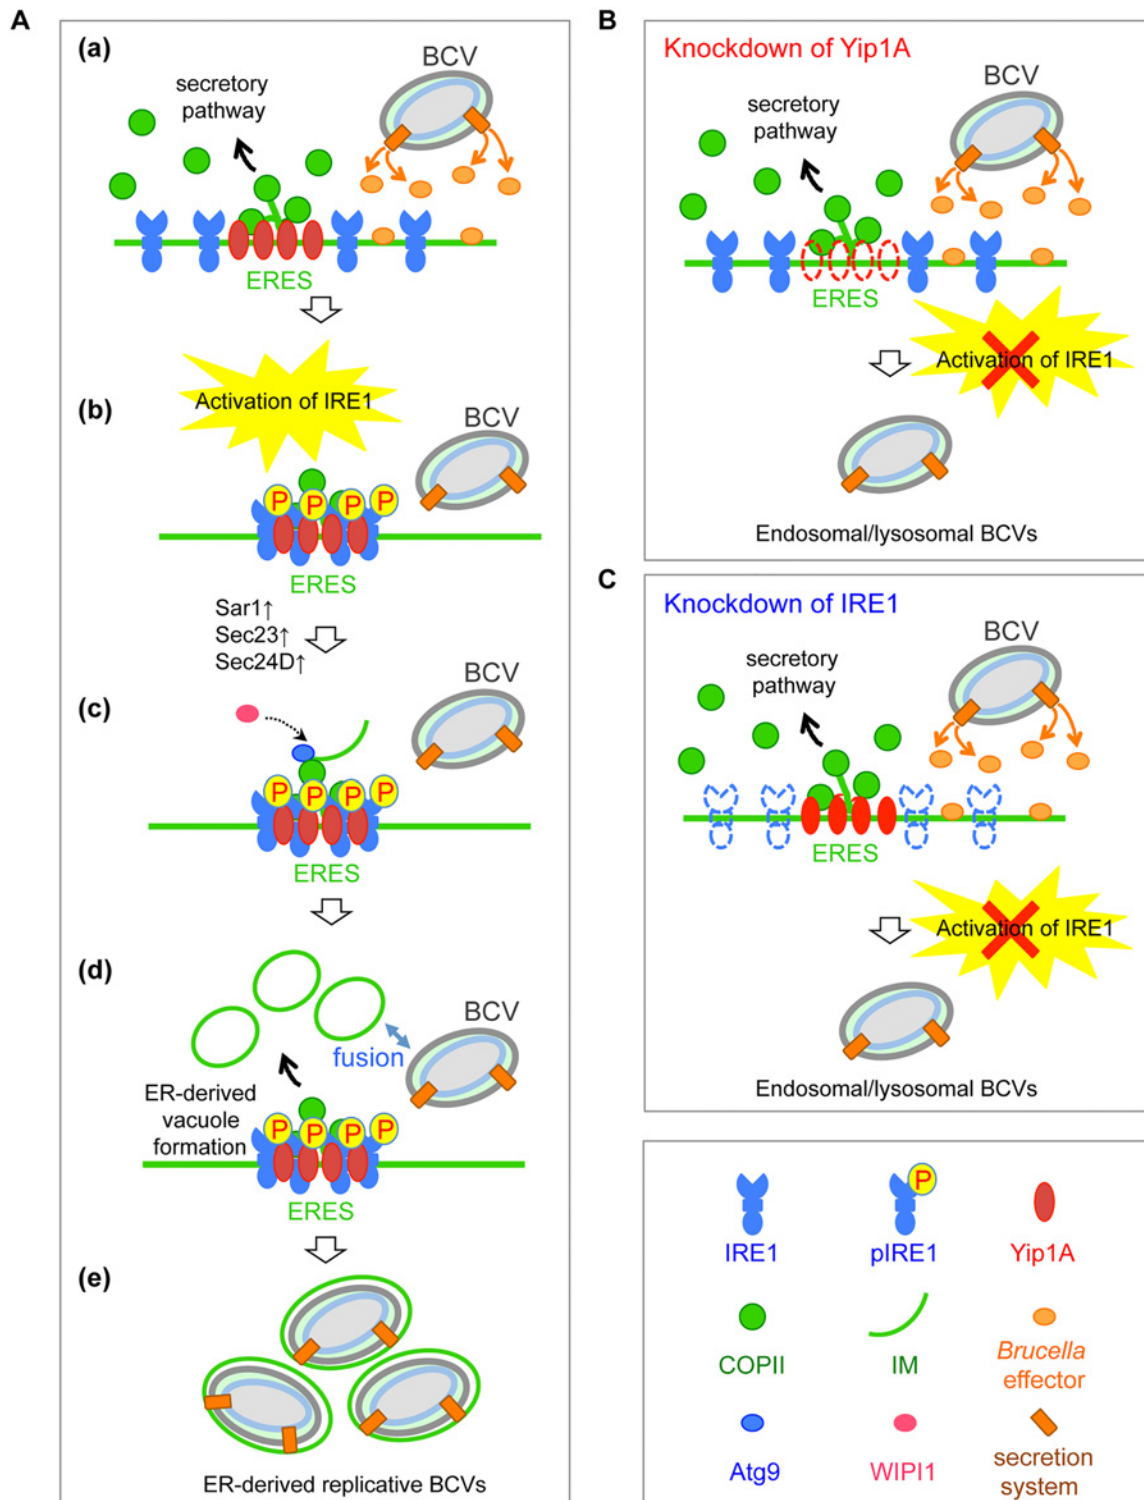 A
(a)
BCV
secretory
pathway
ERES
Activation of IRE1
(b)
BCV
P P P P
ERES
Sar1↑
Sec23↑
Sec24D↑
(c)
BCV
P P P P
ERES
(d)
BCV
fusion
ER-derived
vacuole
formation
P P P P
ERES
(e)
ER-derived replicative BCVs
B
Knockdown of Yip1A
BCV
secretory
pathway
ERES
Activation of IRE1
Endosomal/lysosomal BCVs
C
Knockdown of IRE1
BCV
secretory
pathway
ERES
Activation of IRE1
Endosomal/lysosomal BCVs
P
IRE1 pIRE1 Yip1A
COPII IM Brucella
effector
Atg9 WIPI1 secretion
system